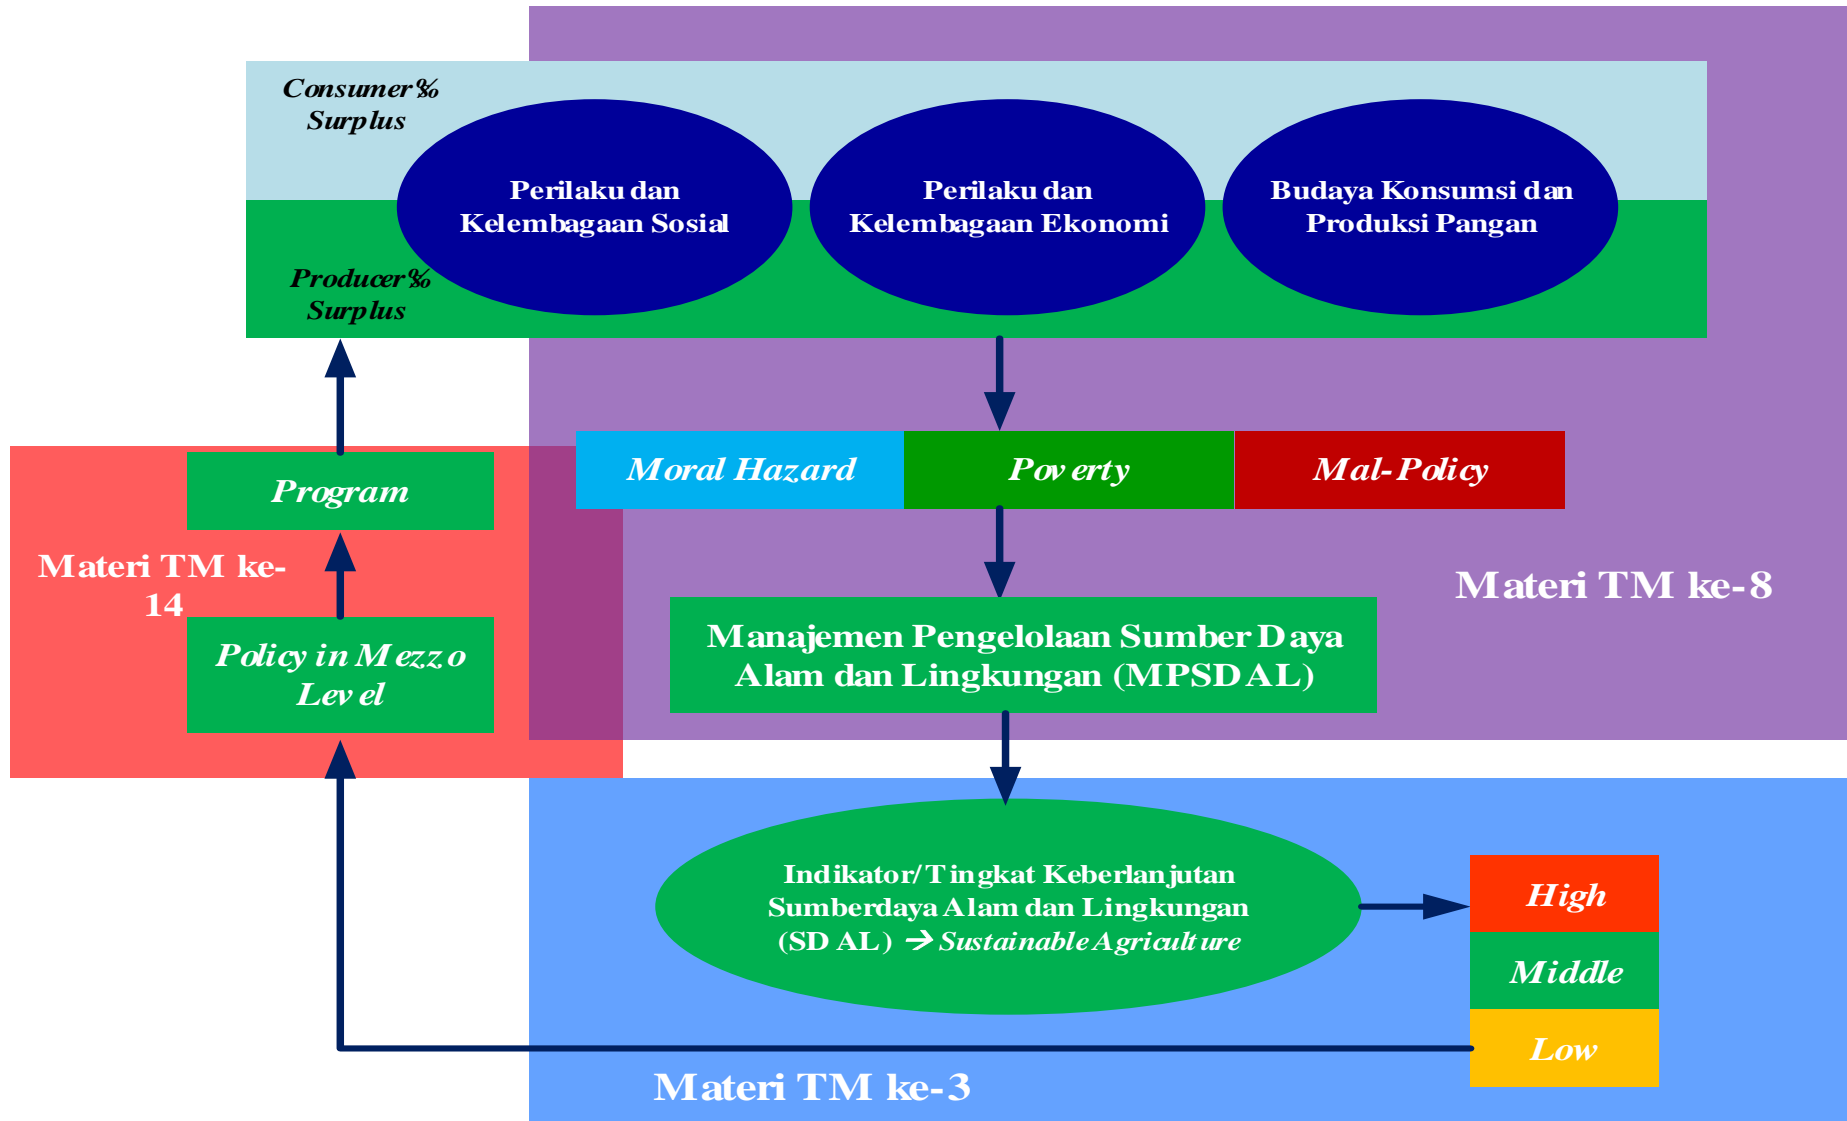 Consumer‰
Surplus
Perilaku dan
Kelembagaan Sosial
Perilaku dan
Kelembagaan Ekonomi
Budaya Konsumsi dan
Produksi Pangan
Producer‰
Surplus
Moral Hazard
Poverty
Mal-Policy
Program
Materi TM ke-
14
Policy in Mezzo
Level
Materi TM ke-8
Manajemen Pengelolaan Sumber Daya
Alam dan Lingkungan (MPSDAL)
Indikator/Tingkat Keberlanjutan
Sumberdaya Alam dan Lingkungan
(SDAL) → Sustainable Agriculture
High
Middle
Low
Materi TM ke-3